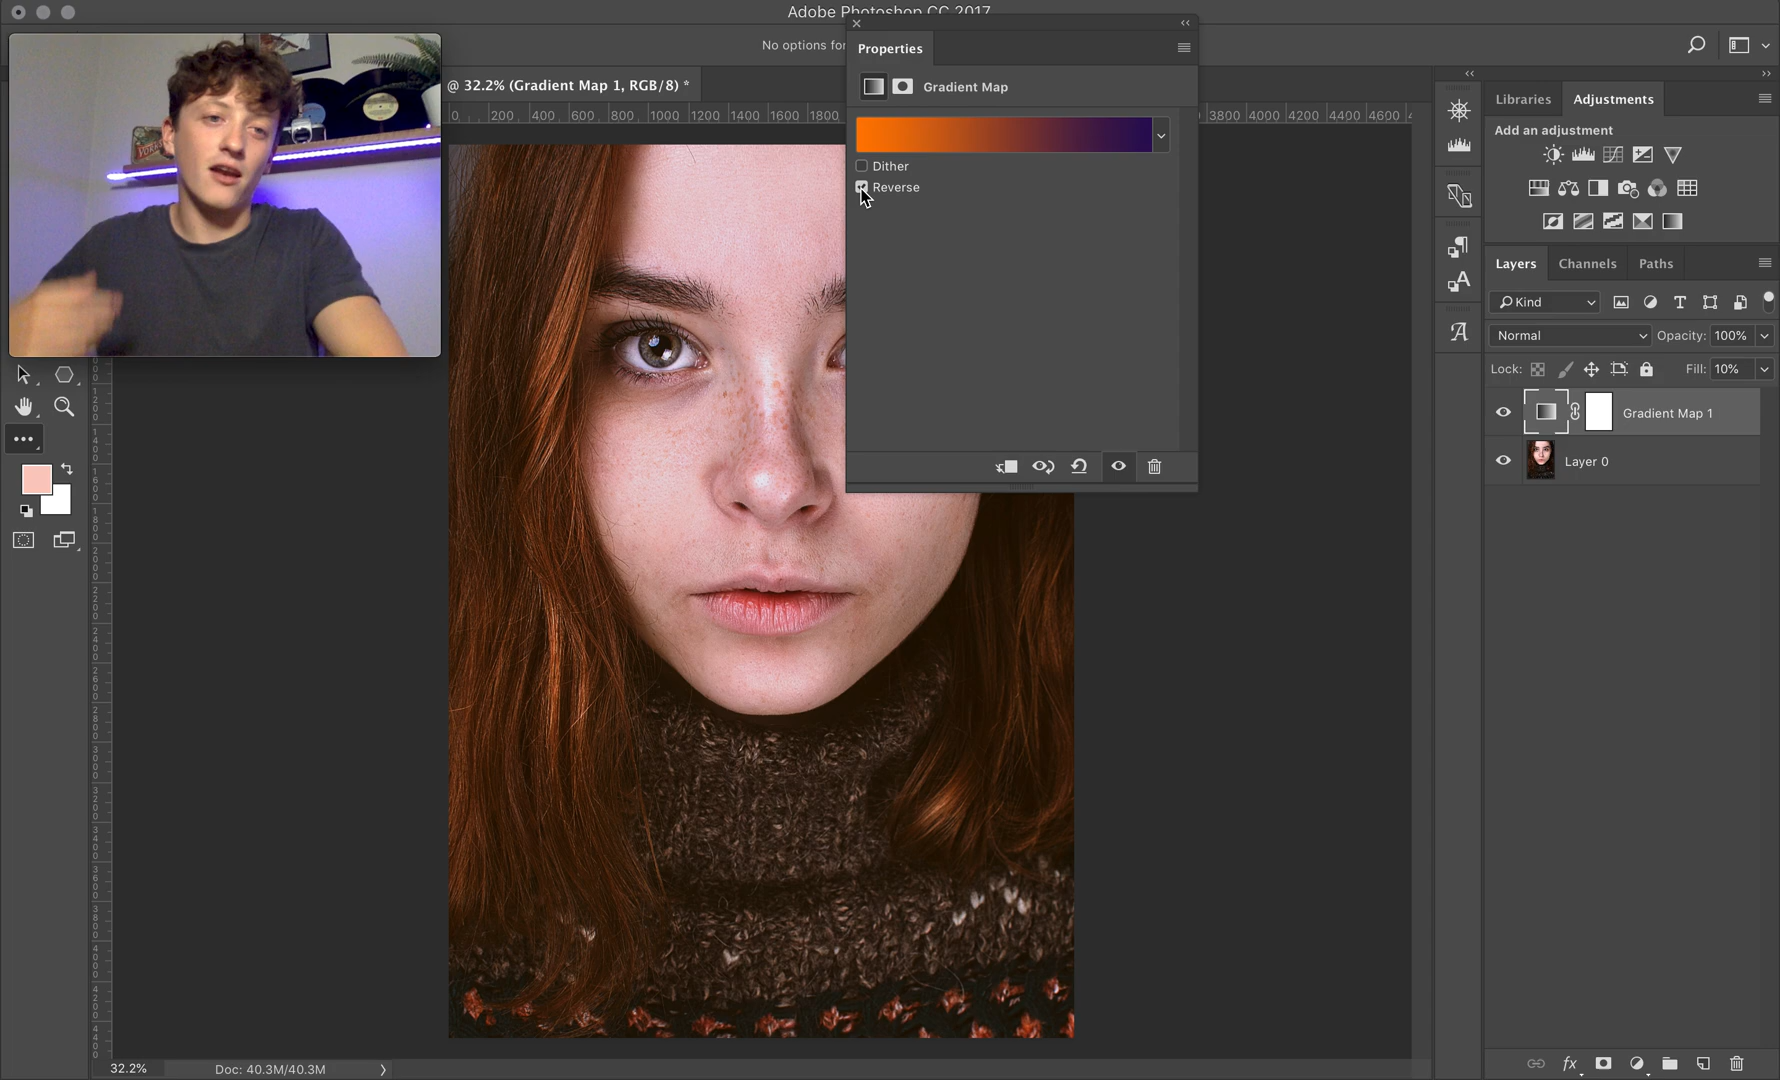 Adobe Photoshop CC 2017
No options for
Properties
@ 32.2% (Gradient Map 1, RGB/8) *
Gradient Map
Libraries
Adjustments
0
200
400
600
800
1000
1200
1400
1600
1800
3800
4000
4200
4400
4600
Add an adjustment
Dither
Reverse
Layers
Channels
Paths
Kind
Normal
Opacity: 100%
Lock:
Fill: 10%
Gradient Map 1
Layer 0
fx
32.2%
Doc: 40.3M/40.3M